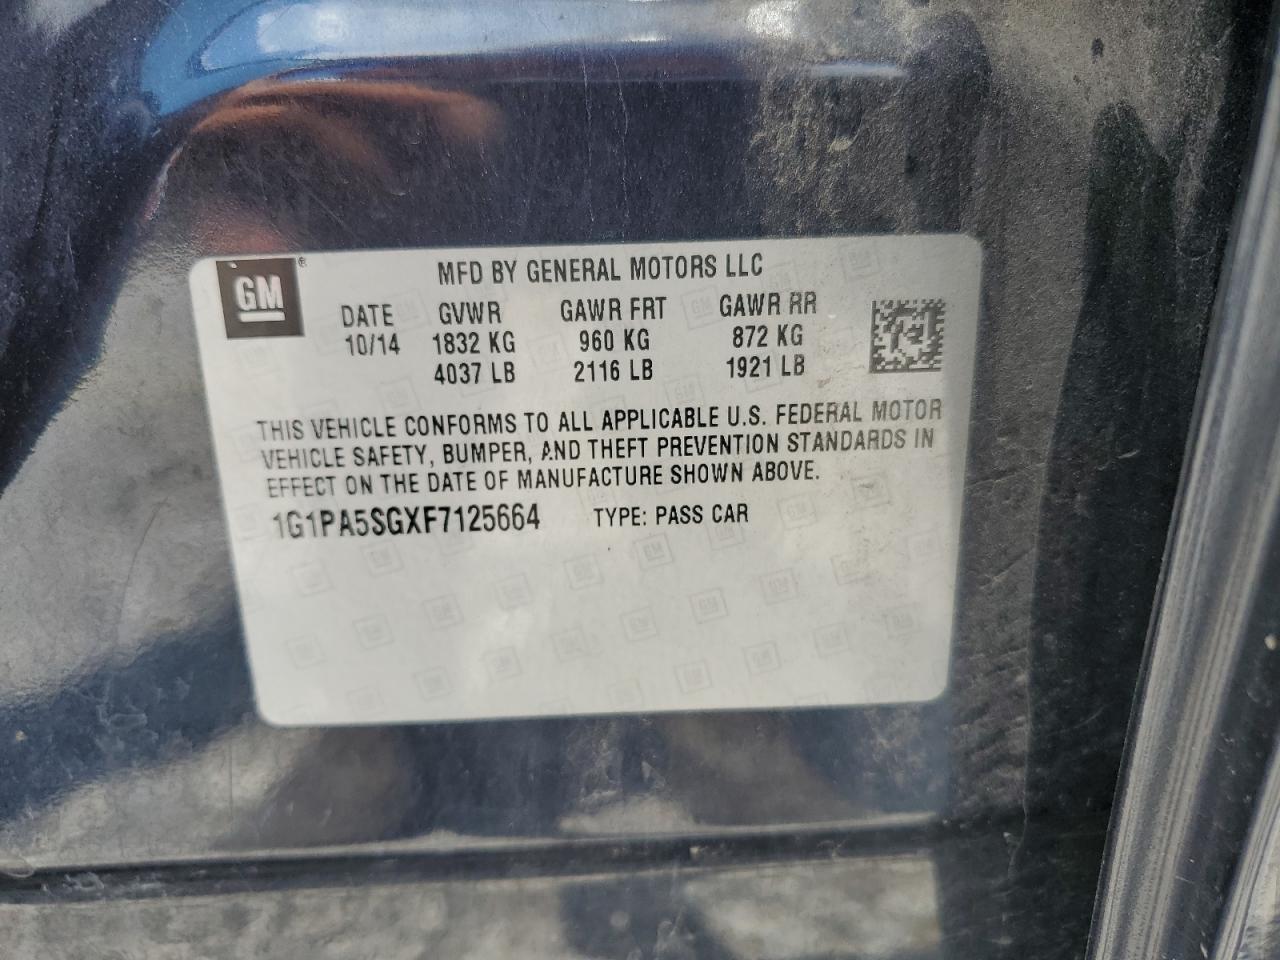 GM ®
MFD BY GENERAL MOTORS LLC
DATE GVWR GAWR FRT GAWR RR
10/14 1832 KG 960 KG 872 KG
4037 LB 2116 LB 1921 LB
THIS VEHICLE CONFORMS TO ALL APPLICABLE U.S. FEDERAL MOTOR
VEHICLE SAFETY, BUMPER, AND THEFT PREVENTION STANDARDS IN
EFFECT ON THE DATE OF MANUFACTURE SHOWN ABOVE.
1G1PA5SGXF7125664 TYPE: PASS CAR